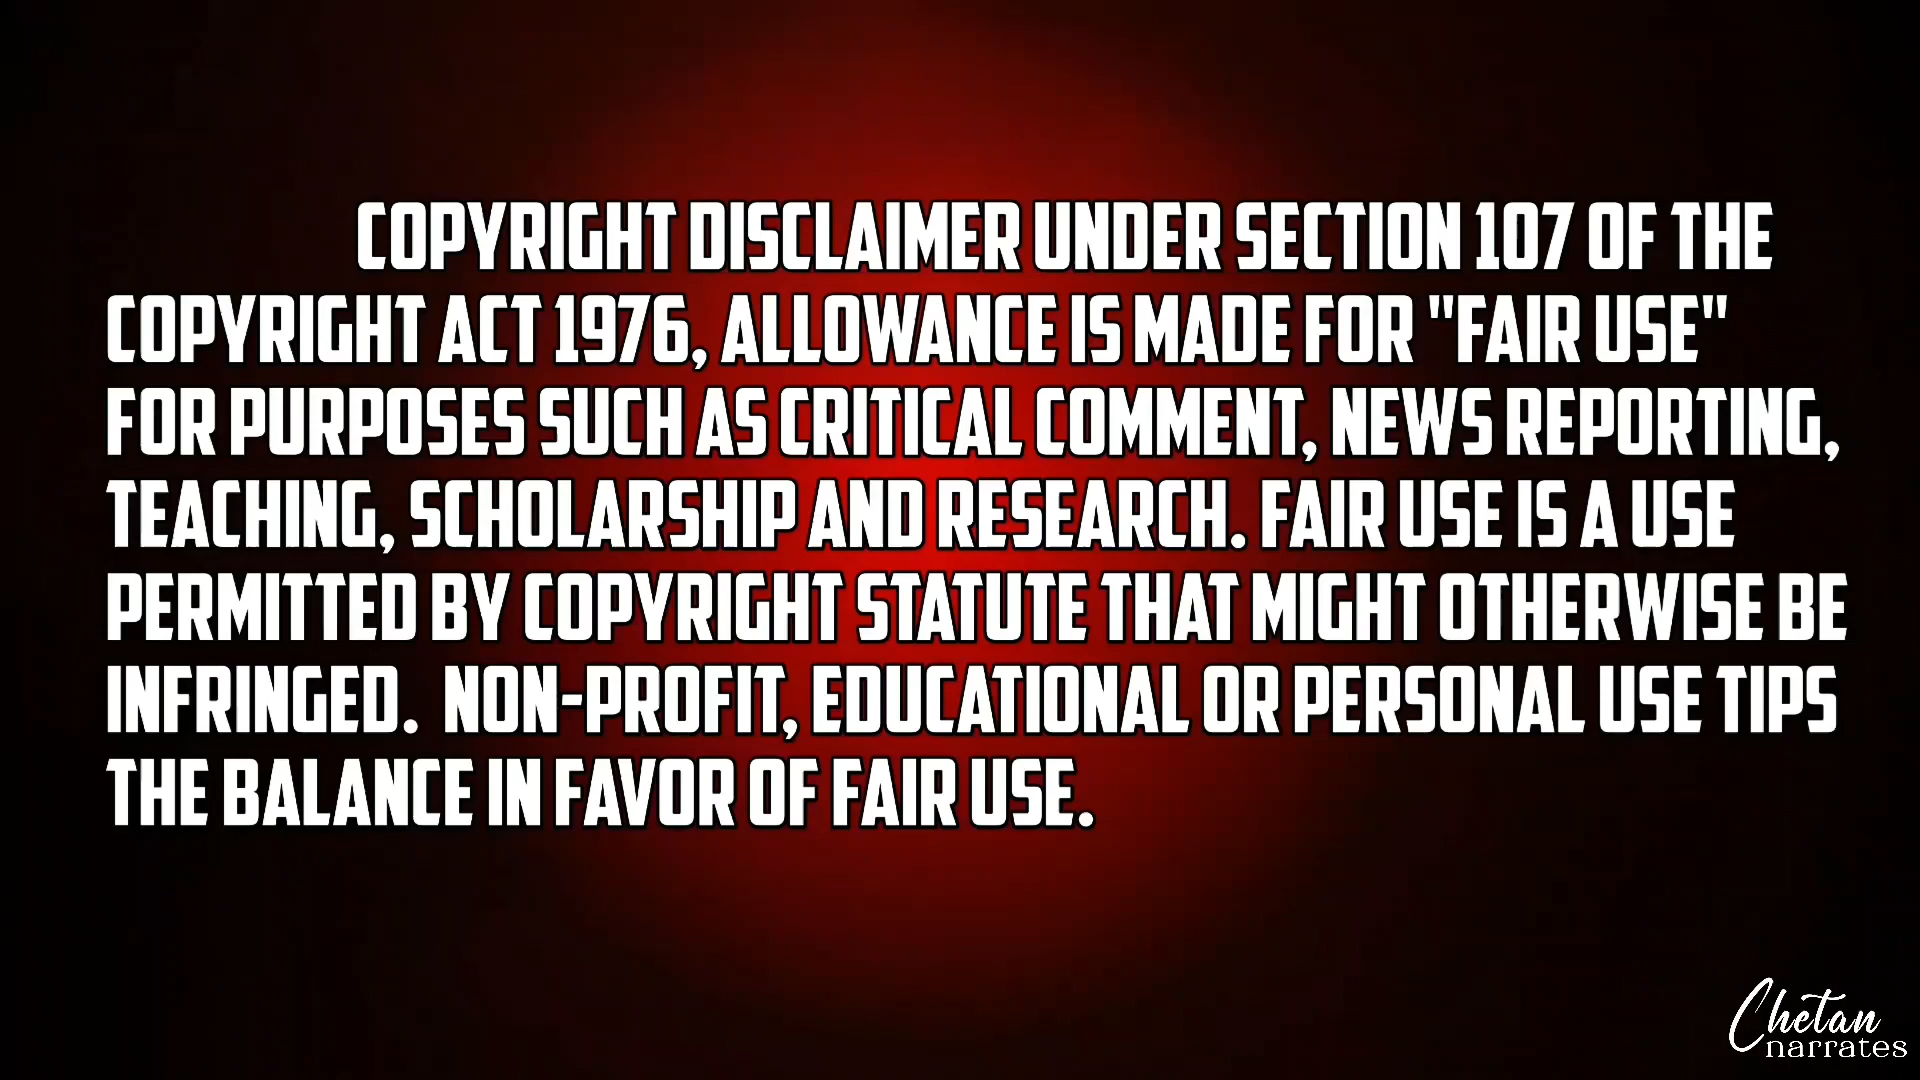 COPYRIGHT DISCLAIMER UNDER SECTION 107 OF THE
COPYRIGHT ACT 1976, ALLOWANCE IS MADE FOR "FAIR USE"
FOR PURPOSES SUCH AS CRITICAL COMMENT, NEWS REPORTING,
TEACHING, SCHOLARSHIP AND RESEARCH. FAIR USE IS A USE
PERMITTED BY COPYRIGHT STATUTE THAT MIGHT OTHERWISE BE
INFRINGED. NON-PROFIT, EDUCATIONAL OR PERSONAL USE TIPS
THE BALANCE IN FAVOR OF FAIR USE.
Chetan
narrates